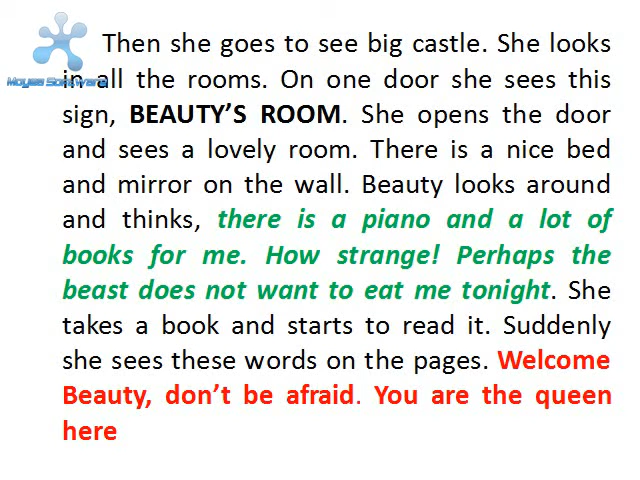 Then she goes to see big castle. She looks
in all the rooms. On one door she sees this
sign, BEAUTY’S ROOM. She opens the door
and sees a lovely room. There is a nice bed
and mirror on the wall. Beauty looks around
and thinks, there is a piano and a lot of
books for me. How strange! Perhaps the
beast does not want to eat me tonight. She
takes a book and starts to read it. Suddenly
she sees these words on the pages. Welcome
Beauty, don’t be afraid. You are the queen
here
Moyea Software